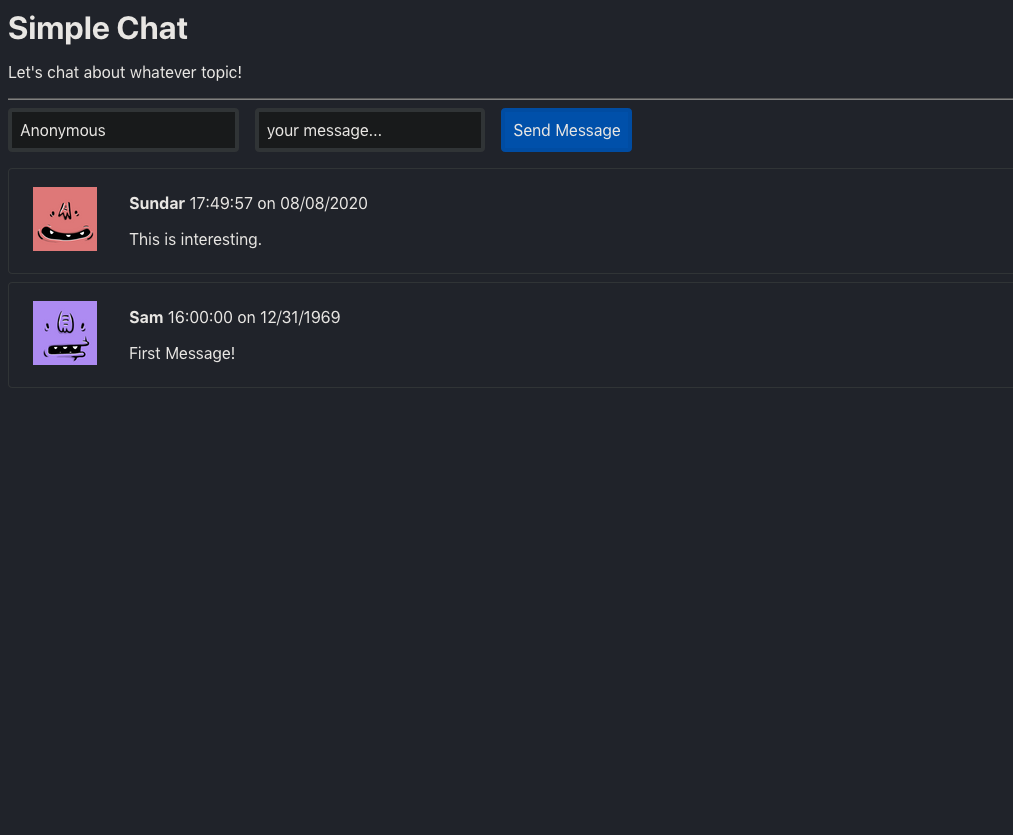 Simple Chat
Let's chat about whatever topic!
Anonymous
your message...
Send Message
Sundar 17:49:57 on 08/08/2020
This is interesting.
Sam 16:00:00 on 12/31/1969
First Message!